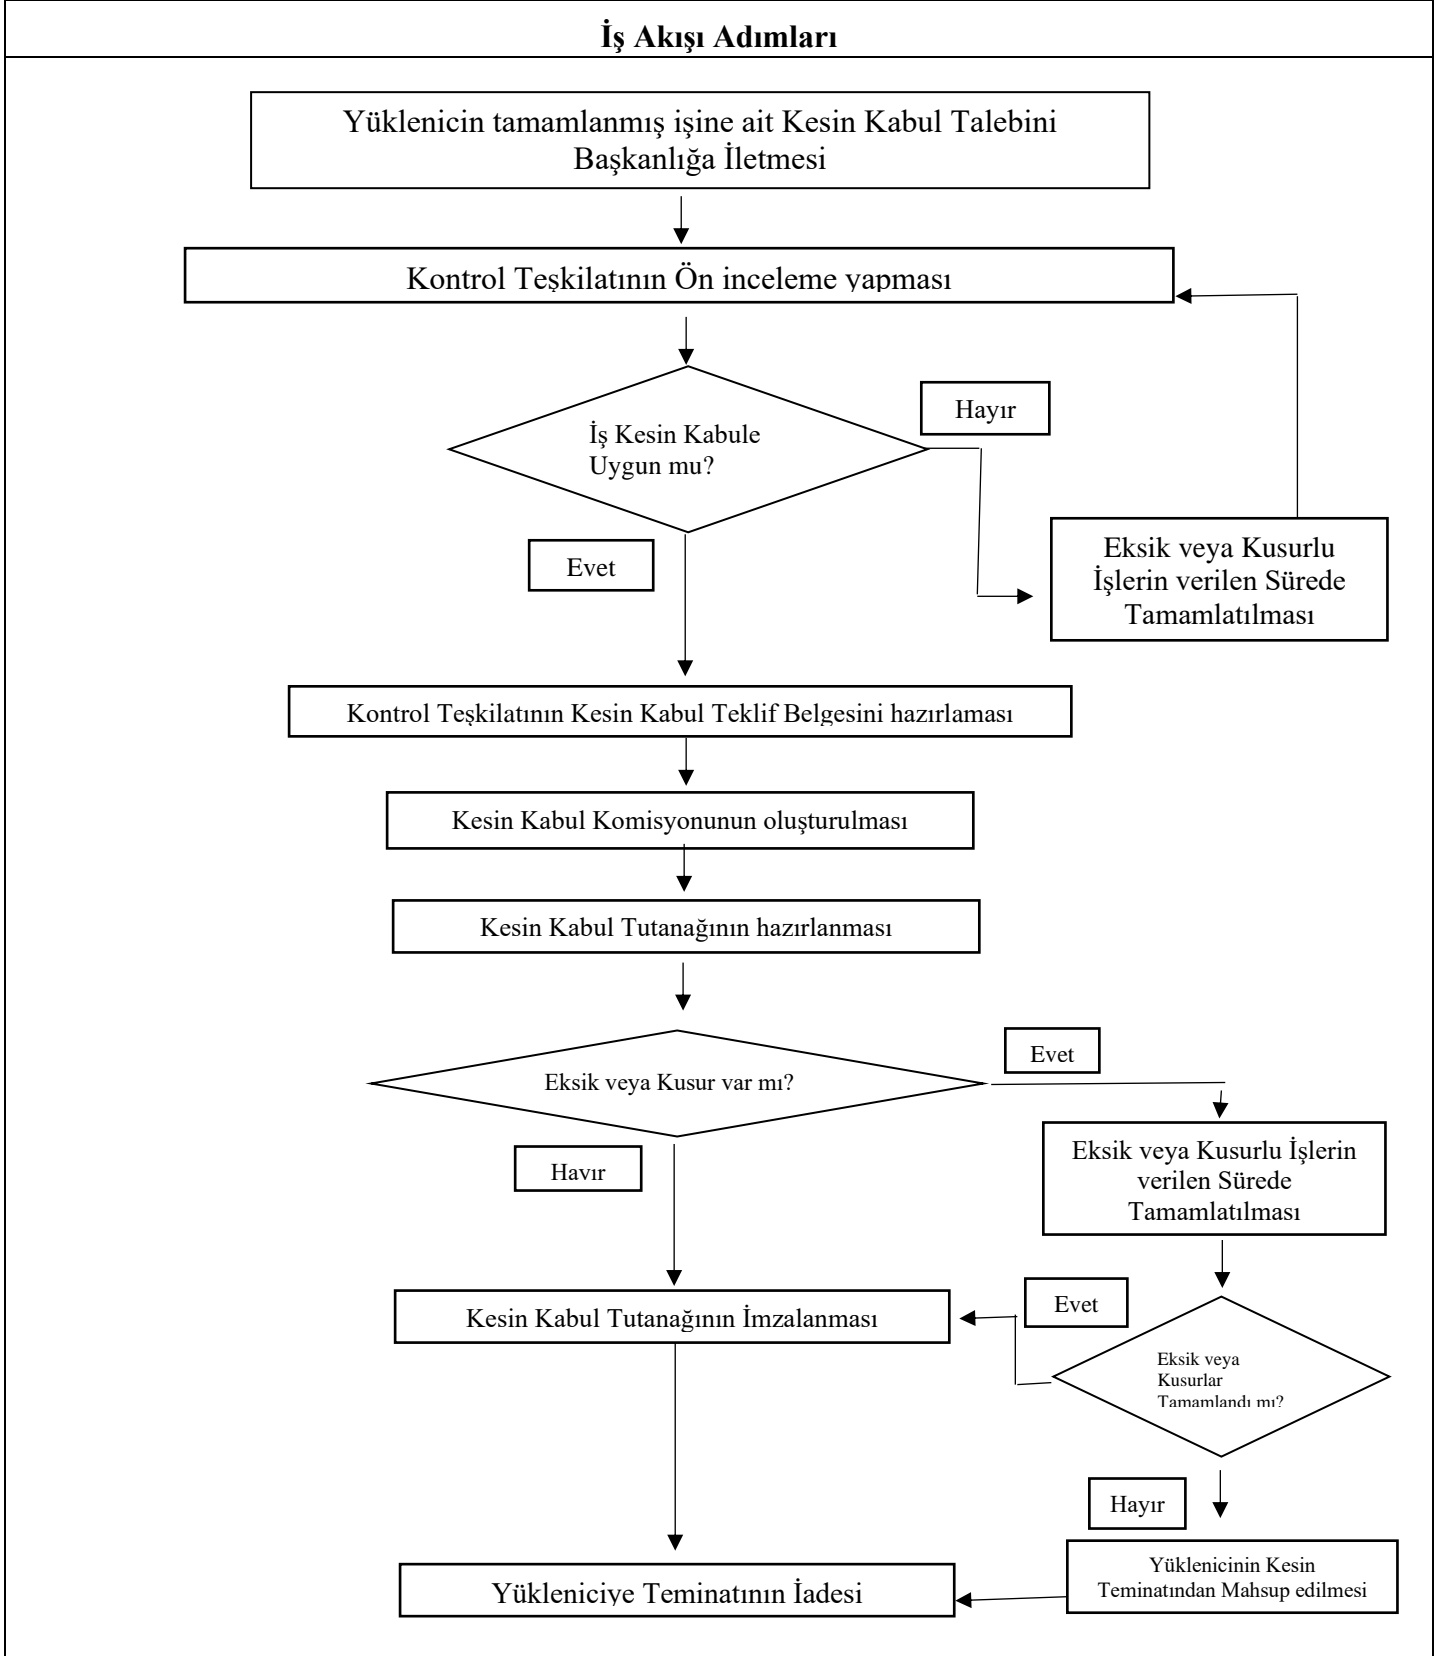 İş Akışı Adımları
Yüklenicin tamamlanmış işine ait Kesin Kabul Talebini
Başkanlığa İletmesi
Kontrol Teşkilatının Ön inceleme yapması
Hayır
İş Kesin Kabule
Uygun mu?
Eksik veya Kusurlu
İşlerin verilen Sürede
Tamamlatılması
Evet
Kontrol Teşkilatının Kesin Kabul Teklif Belgesini hazırlaması
Kesin Kabul Komisyonunun oluşturulması
Kesin Kabul Tutanağının hazırlanması
Evet
Eksik veya Kusur var mı?
Eksik veya Kusurlu İşlerin
verilen Sürede
Tamamlatılması
Hayır
Evet
Kesin Kabul Tutanağının İmzalanması
Eksik veya
Kusurlar
Tamamlandı mı?
Hayır
Yüklenicinin Kesin
Teminatından Mahsup edilmesi
Yükleniciye Teminatının İadesi